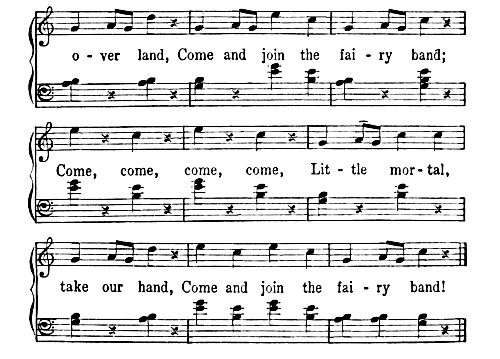 o - ver land, Come and join the fai - ry band;
Come, come, come, come, Lit - tle mor - tal,
take our hand, Come and join the fai - ry band!